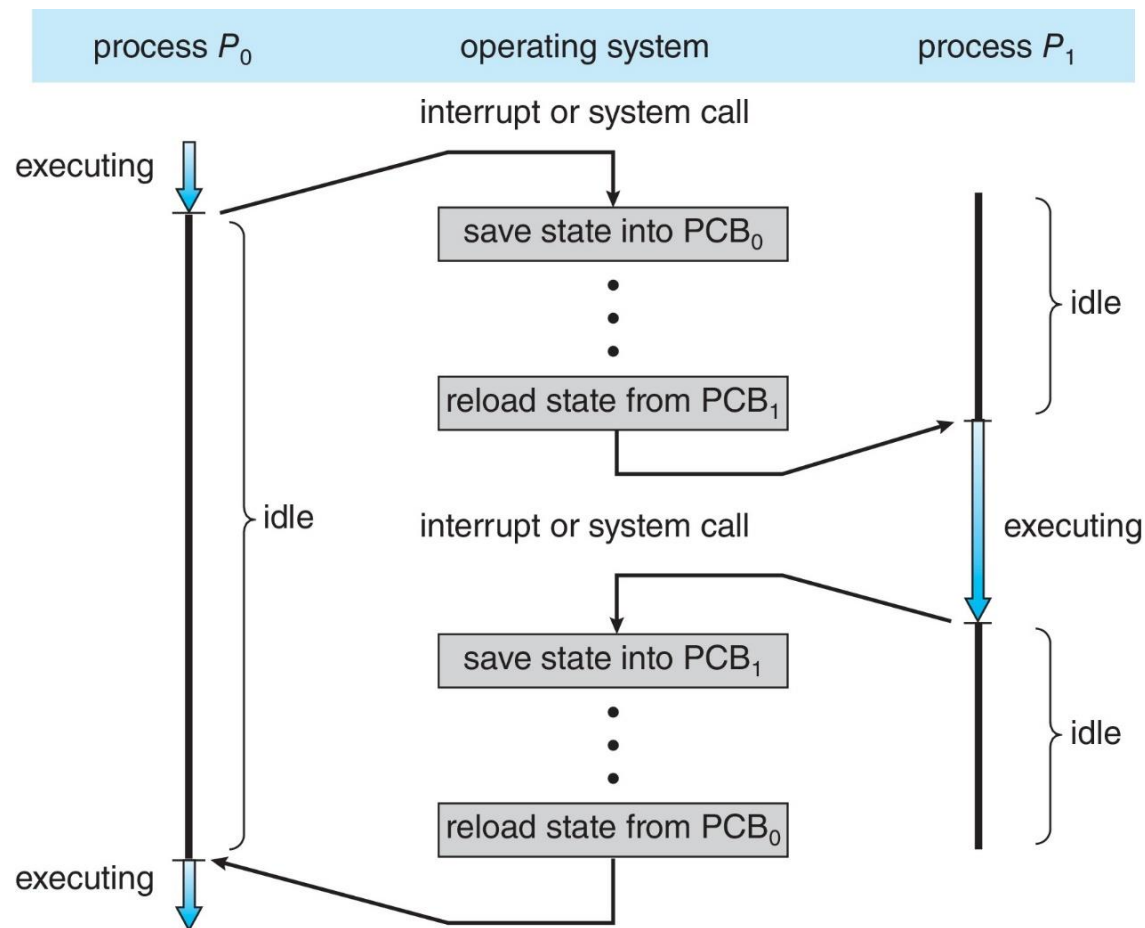 process P₀ operating system process P₁
interrupt or system call
executing
save state into PCB₀
idle
reload state from PCB₁
idle
interrupt or system call
executing
save state into PCB₁
idle
reload state from PCB₀
executing